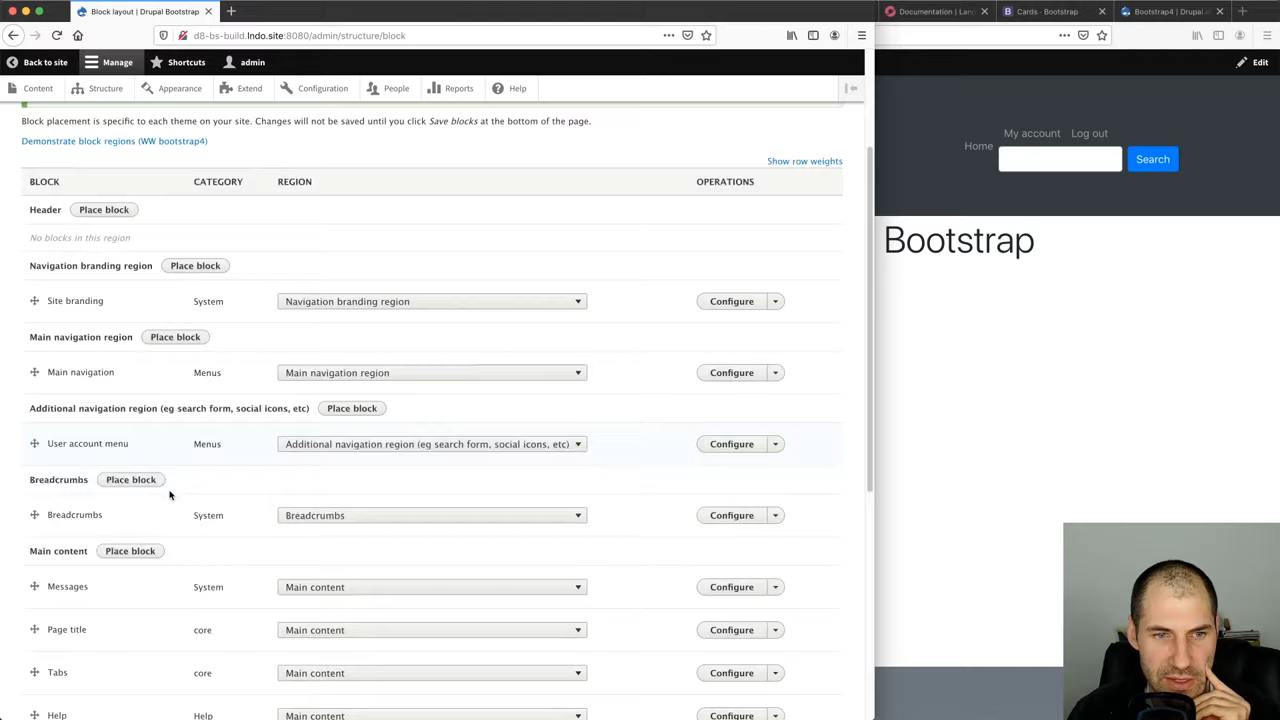 Block layout | Drupal Bootstrap
d8-bs-build.lndo.site:8080/admin/structure/block
Back to site
Manage
Shortcuts
admin
Content
Structure
Appearance
Extend
Configuration
People
Reports
Help
Block placement is specific to each theme on your site. Changes will not be saved until you click Save blocks at the bottom of the page.
Demonstrate block regions (WW bootstrap4)
Show row weights
BLOCK CATEGORY REGION OPERATIONS
Header Place block
No blocks in this region
Navigation branding region Place block
Site branding System Navigation branding region Configure
Main navigation region Place block
Main navigation Menus Main navigation region Configure
Additional navigation region (eg search form, social icons, etc) Place block
User account menu Menus Additional navigation region (eg search form, social icons, etc) Configure
Breadcrumbs Place block
Breadcrumbs System Breadcrumbs Configure
Main content Place block
Messages System Main content Configure
Page title core Main content Configure
Tabs core Main content Configure
Help Help Main content Configure
Documentation | Lan
Cards · Bootstrap
Bootstrap4 | Drupal.o
Edit
My account Log out
Home
Search
Bootstrap